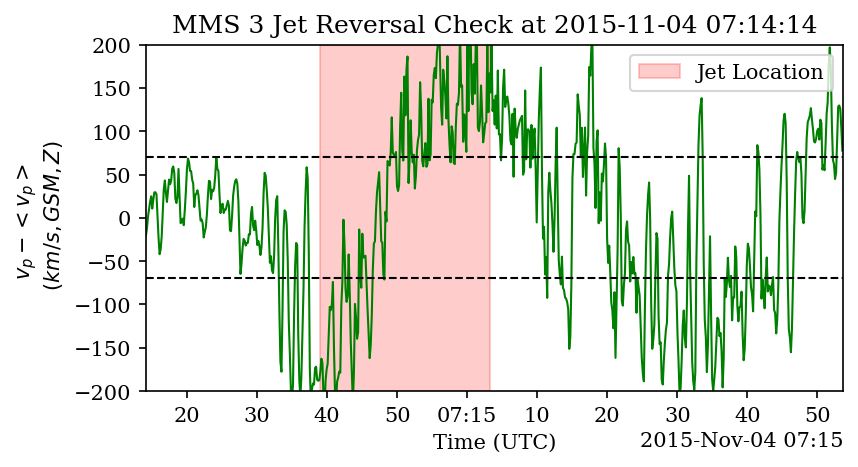 MMS 3 Jet Reversal Check at 2015-11-04 07:14:14
Jet Location
v_p − < v_p >
(km/s, GSM, Z)
200
150
100
50
0
−50
−100
−150
−200
20 30 40 50 07:15 10 20 30 40 50
Time (UTC)
2015-Nov-04 07:15